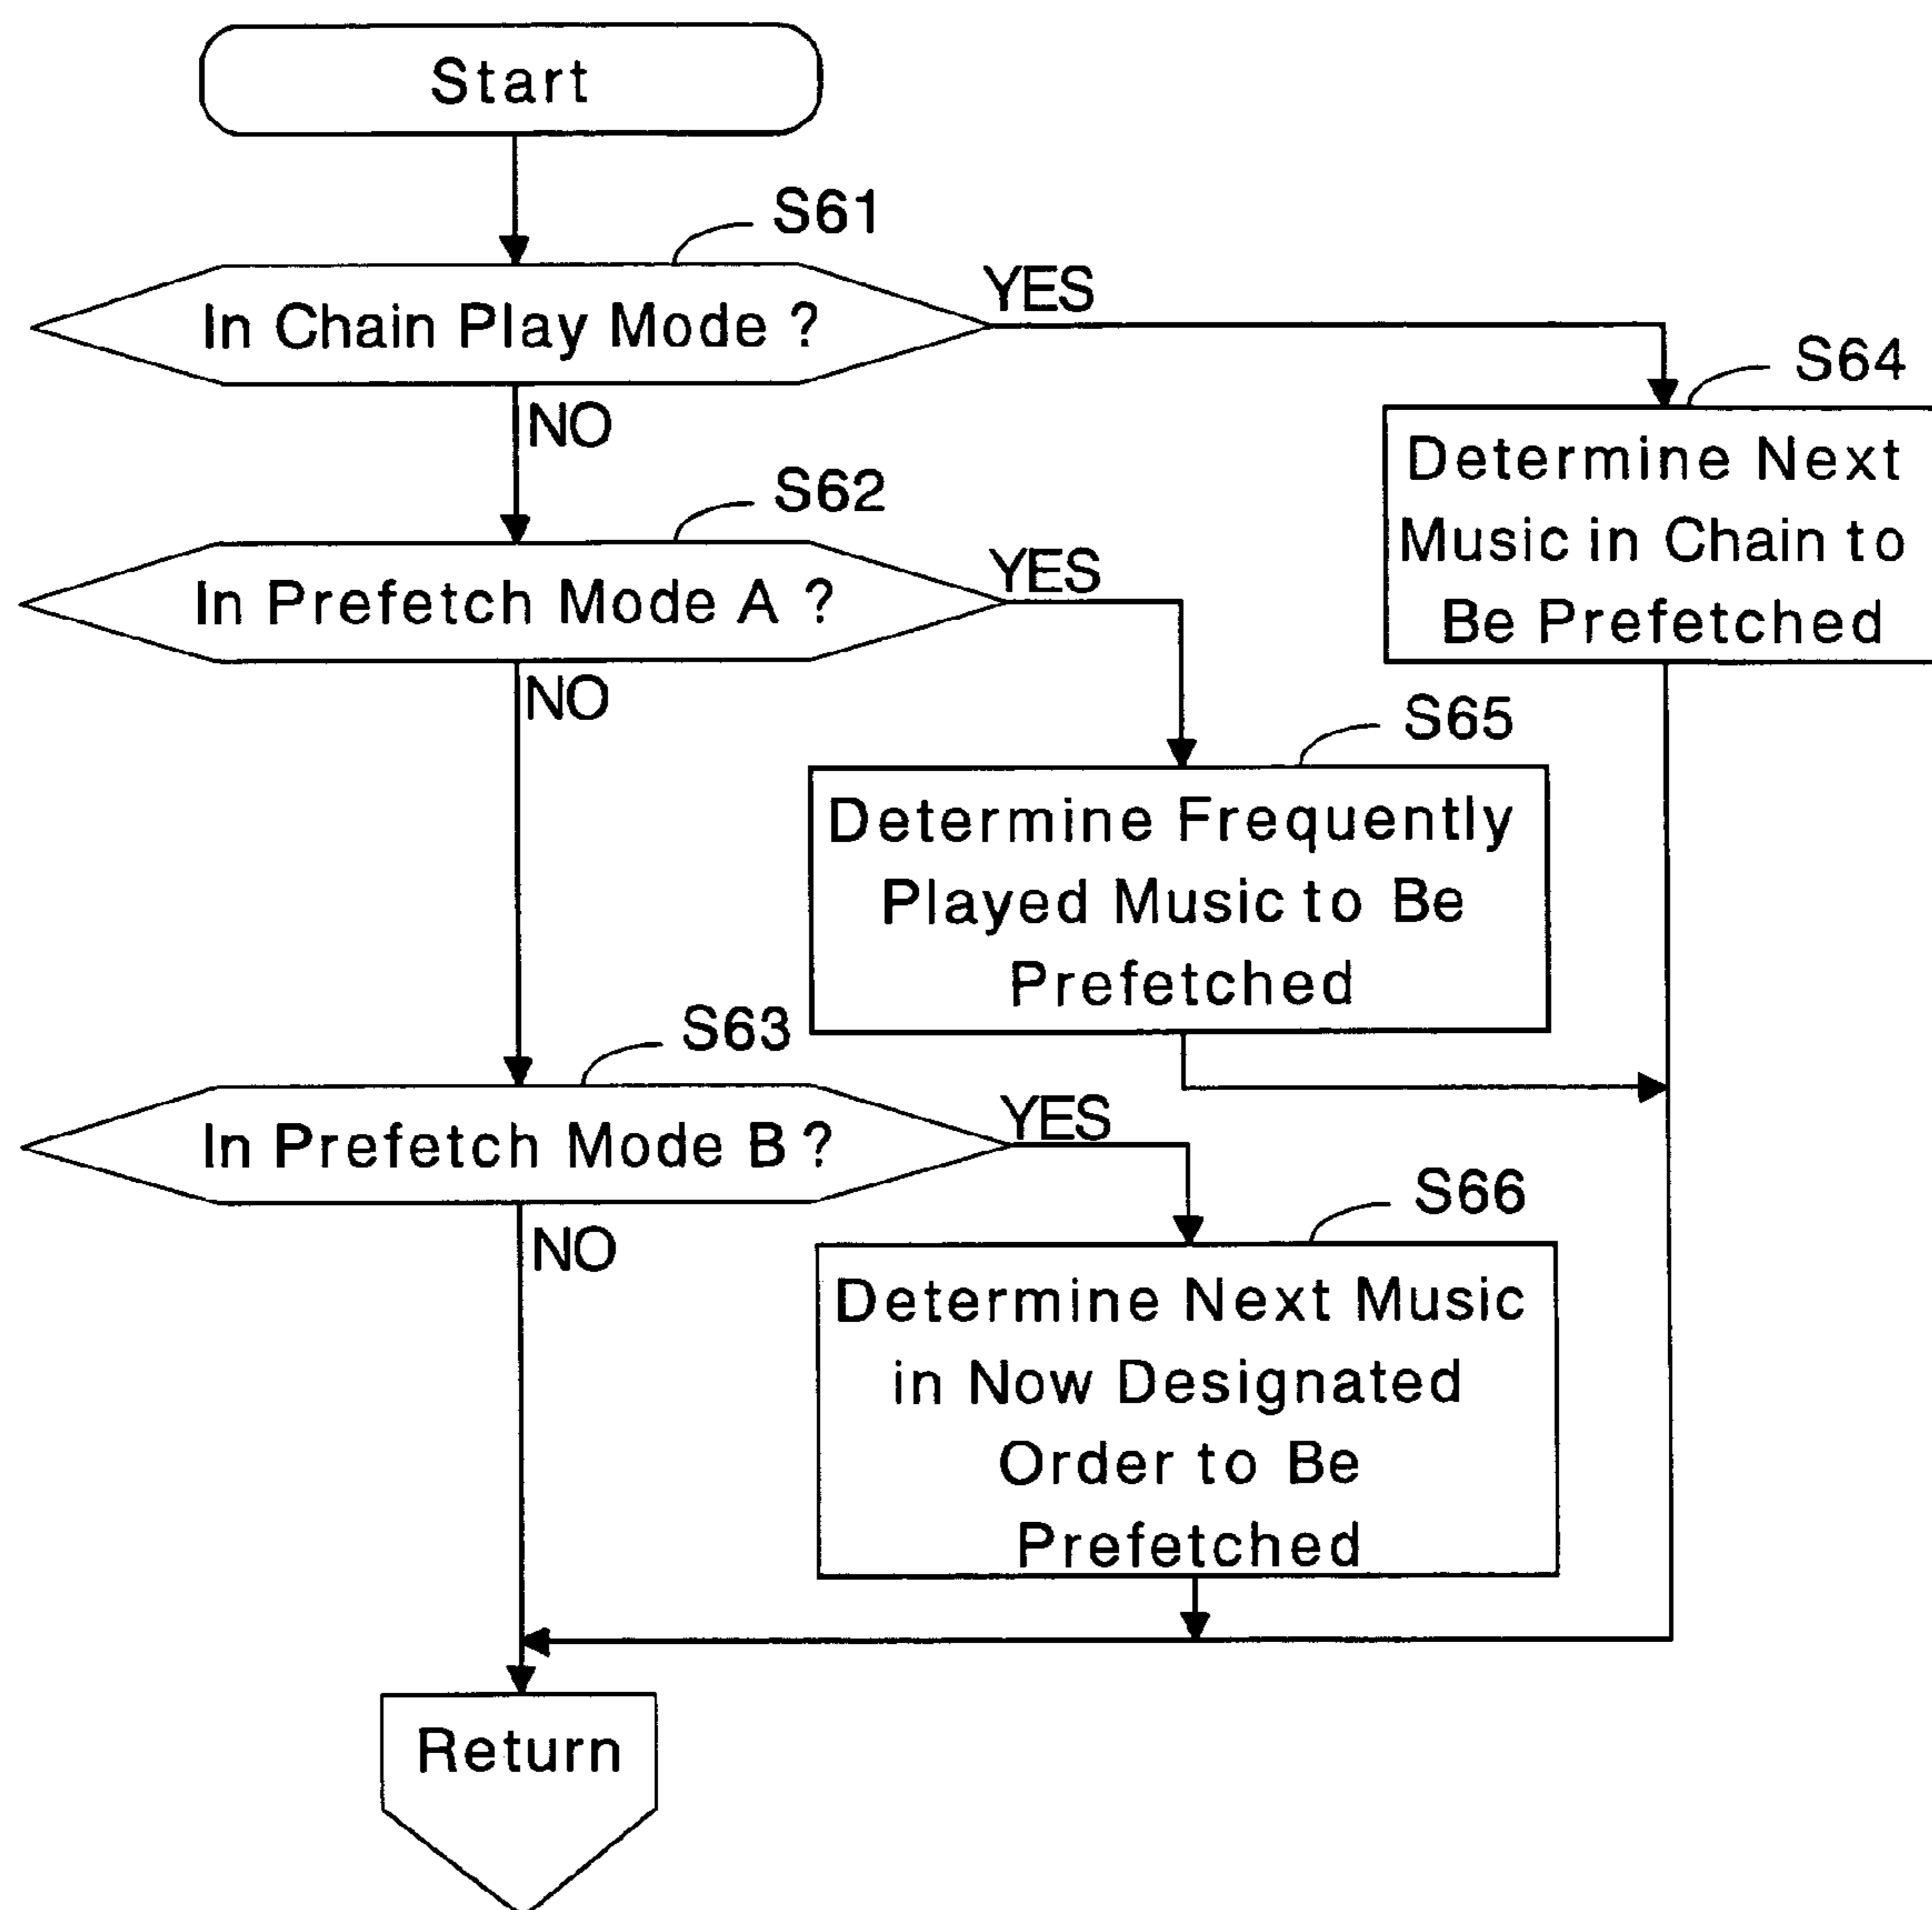 Start
S61
In Chain Play Mode ?
YES
NO
S64
Determine Next
Music in Chain to
Be Prefetched
S62
In Prefetch Mode A ?
YES
NO
S65
Determine Frequently
Played Music to Be
Prefetched
S63
In Prefetch Mode B ?
YES
NO
S66
Determine Next Music
in Now Designated
Order to Be
Prefetched
Return